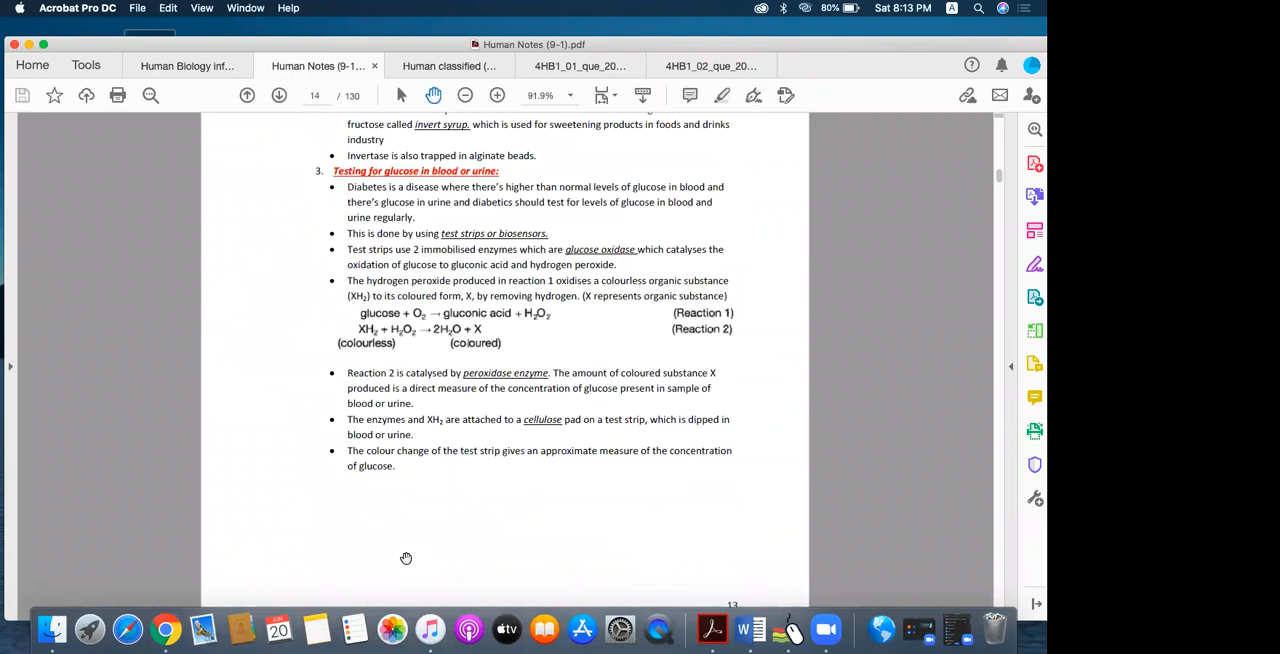 Acrobat Pro DC File Edit View Window Help 80% Sat 8:13 PM A
Human Notes (9-1).pdf
Home Tools Human Biology inf... Human Notes (9-1... × Human classified (... 4HB1_01_que_20... 4HB1_02_que_20...
14 / 130 91.9%
fructose called invert syrup. which is used for sweetening products in foods and drinks
industry
• Invertase is also trapped in alginate beads.
3. Testing for glucose in blood or urine:
• Diabetes is a disease where there's higher than normal levels of glucose in blood and
there's glucose in urine and diabetics should test for levels of glucose in blood and
urine regularly.
• This is done by using test strips or biosensors.
• Test strips use 2 immobilised enzymes which are glucose oxidase which catalyses the
oxidation of glucose to gluconic acid and hydrogen peroxide.
• The hydrogen peroxide produced in reaction 1 oxidises a colourless organic substance
(XH₂) to its coloured form, X, by removing hydrogen. (X represents organic substance)
glucose + O₂ → gluconic acid + H₂O₂ (Reaction 1)
XH₂ + H₂O₂ → 2H₂O + X (Reaction 2)
(colourless) (coloured)
• Reaction 2 is catalysed by peroxidase enzyme. The amount of coloured substance X
produced is a direct measure of the concentration of glucose present in sample of
blood or urine.
• The enzymes and XH₂ are attached to a cellulose pad on a test strip, which is dipped in
blood or urine.
• The colour change of the test strip gives an approximate measure of the concentration
of glucose.
13
JUN
20
tv
W